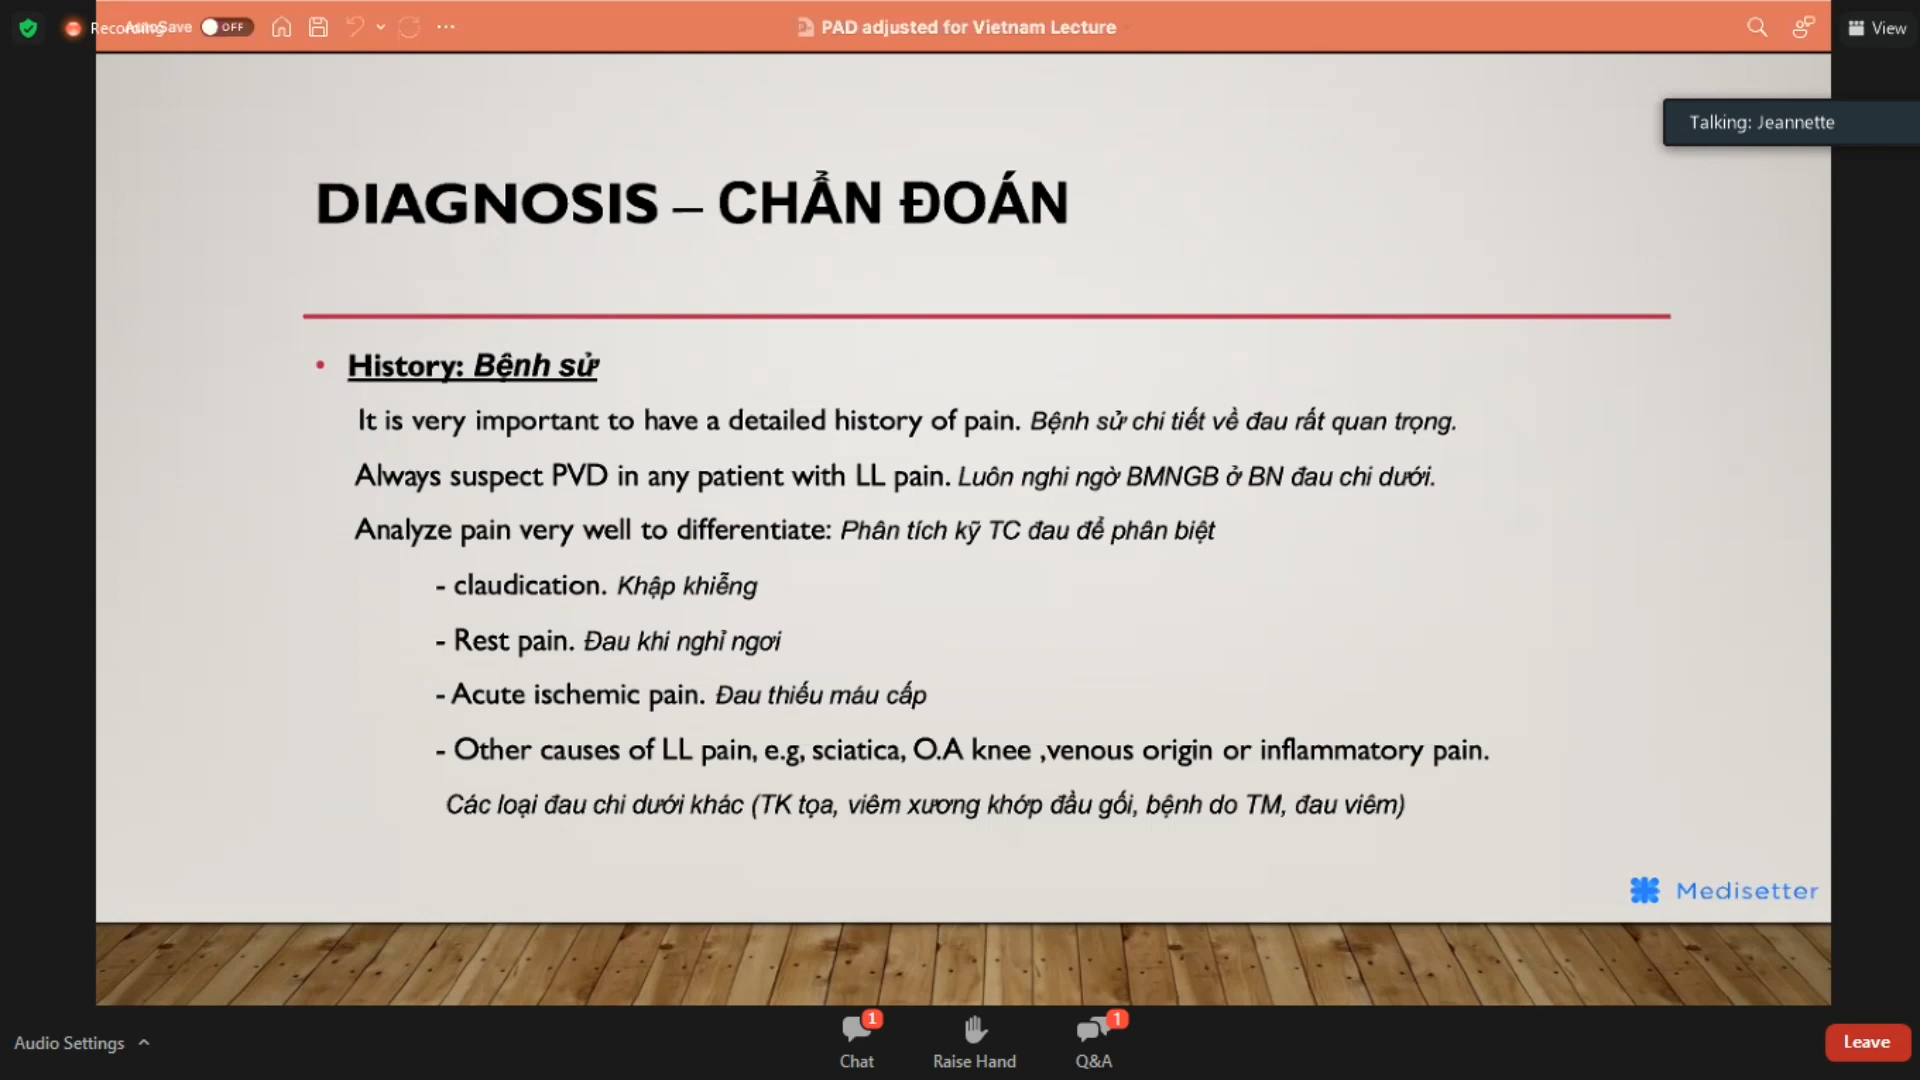 Recording
AutoSave OFF
PAD adjusted for Vietnam Lecture
View
Talking: Jeannette
DIAGNOSIS – CHẨN ĐOÁN
• History: Bệnh sử
It is very important to have a detailed history of pain. Bệnh sử chi tiết về đau rất quan trọng.
Always suspect PVD in any patient with LL pain. Luôn nghi ngờ BMNGB ở BN đau chi dưới.
Analyze pain very well to differentiate: Phân tích kỹ TC đau để phân biệt
- claudication. Khập khiễng
- Rest pain. Đau khi nghỉ ngơi
- Acute ischemic pain. Đau thiếu máu cấp
- Other causes of LL pain, e.g, sciatica, O.A knee ,venous origin or inflammatory pain.
Các loại đau chi dưới khác (TK tọa, viêm xương khớp đầu gối, bệnh do TM, đau viêm)
Medisetter
Audio Settings
1
Chat
Raise Hand
1
Q&A
Leave